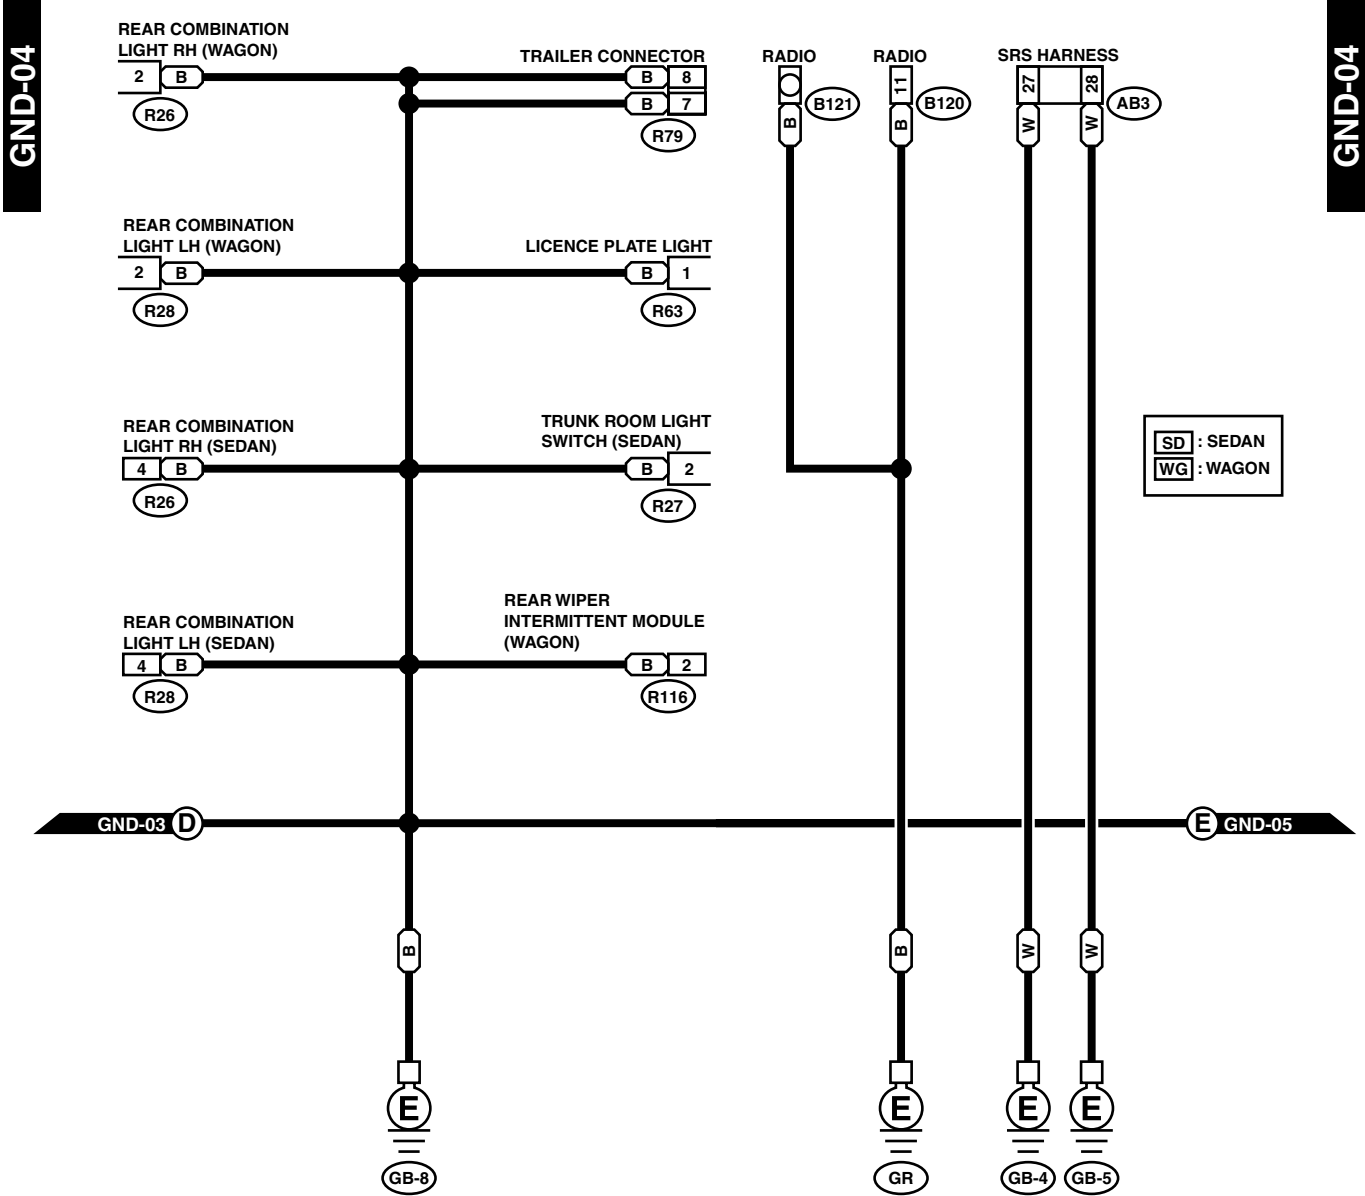 GND-04
GND-04
REAR COMBINATION
LIGHT RH (WAGON)
2 B
R26
TRAILER CONNECTOR
B 8
B 7
R79
RADIO
B121
B
RADIO
11
B120
B
SRS HARNESS
27 28
AB3
W W
REAR COMBINATION
LIGHT LH (WAGON)
2 B
R28
LICENCE PLATE LIGHT
B 1
R63
REAR COMBINATION
LIGHT RH (SEDAN)
4 B
R26
TRUNK ROOM LIGHT
SWITCH (SEDAN)
B 2
R27
SD : SEDAN
WG : WAGON
REAR COMBINATION
LIGHT LH (SEDAN)
4 B
R28
REAR WIPER
INTERMITTENT MODULE
(WAGON)
B 2
R116
GND-03 D
E GND-05
B B W W
E E E E
GB-8 GR GB-4 GB-5